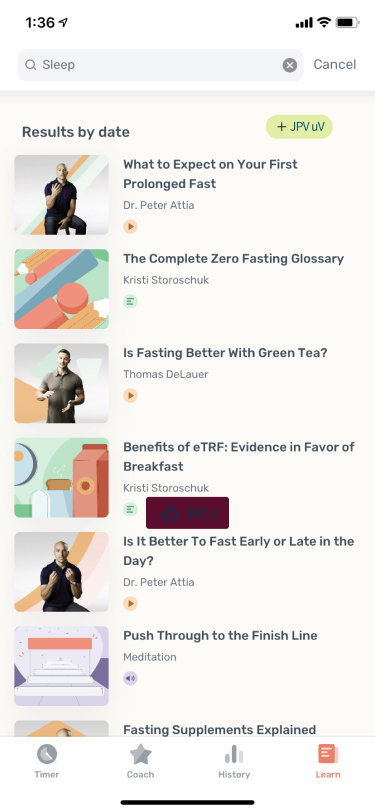 1:36
Sleep
Cancel
Results by date
+ JPV uV
What to Expect on Your First
Prolonged Fast
Dr. Peter Attia
The Complete Zero Fasting Glossary
Kristi Storoschuk
Is Fasting Better With Green Tea?
Thomas DeLauer
Benefits of eTRF: Evidence in Favor of
Breakfast
Kristi Storoschuk
Is It Better To Fast Early or Late in the
Day?
Dr. Peter Attia
Push Through to the Finish Line
Meditation
Fasting Supplements Explained
Timer
Coach
History
Learn